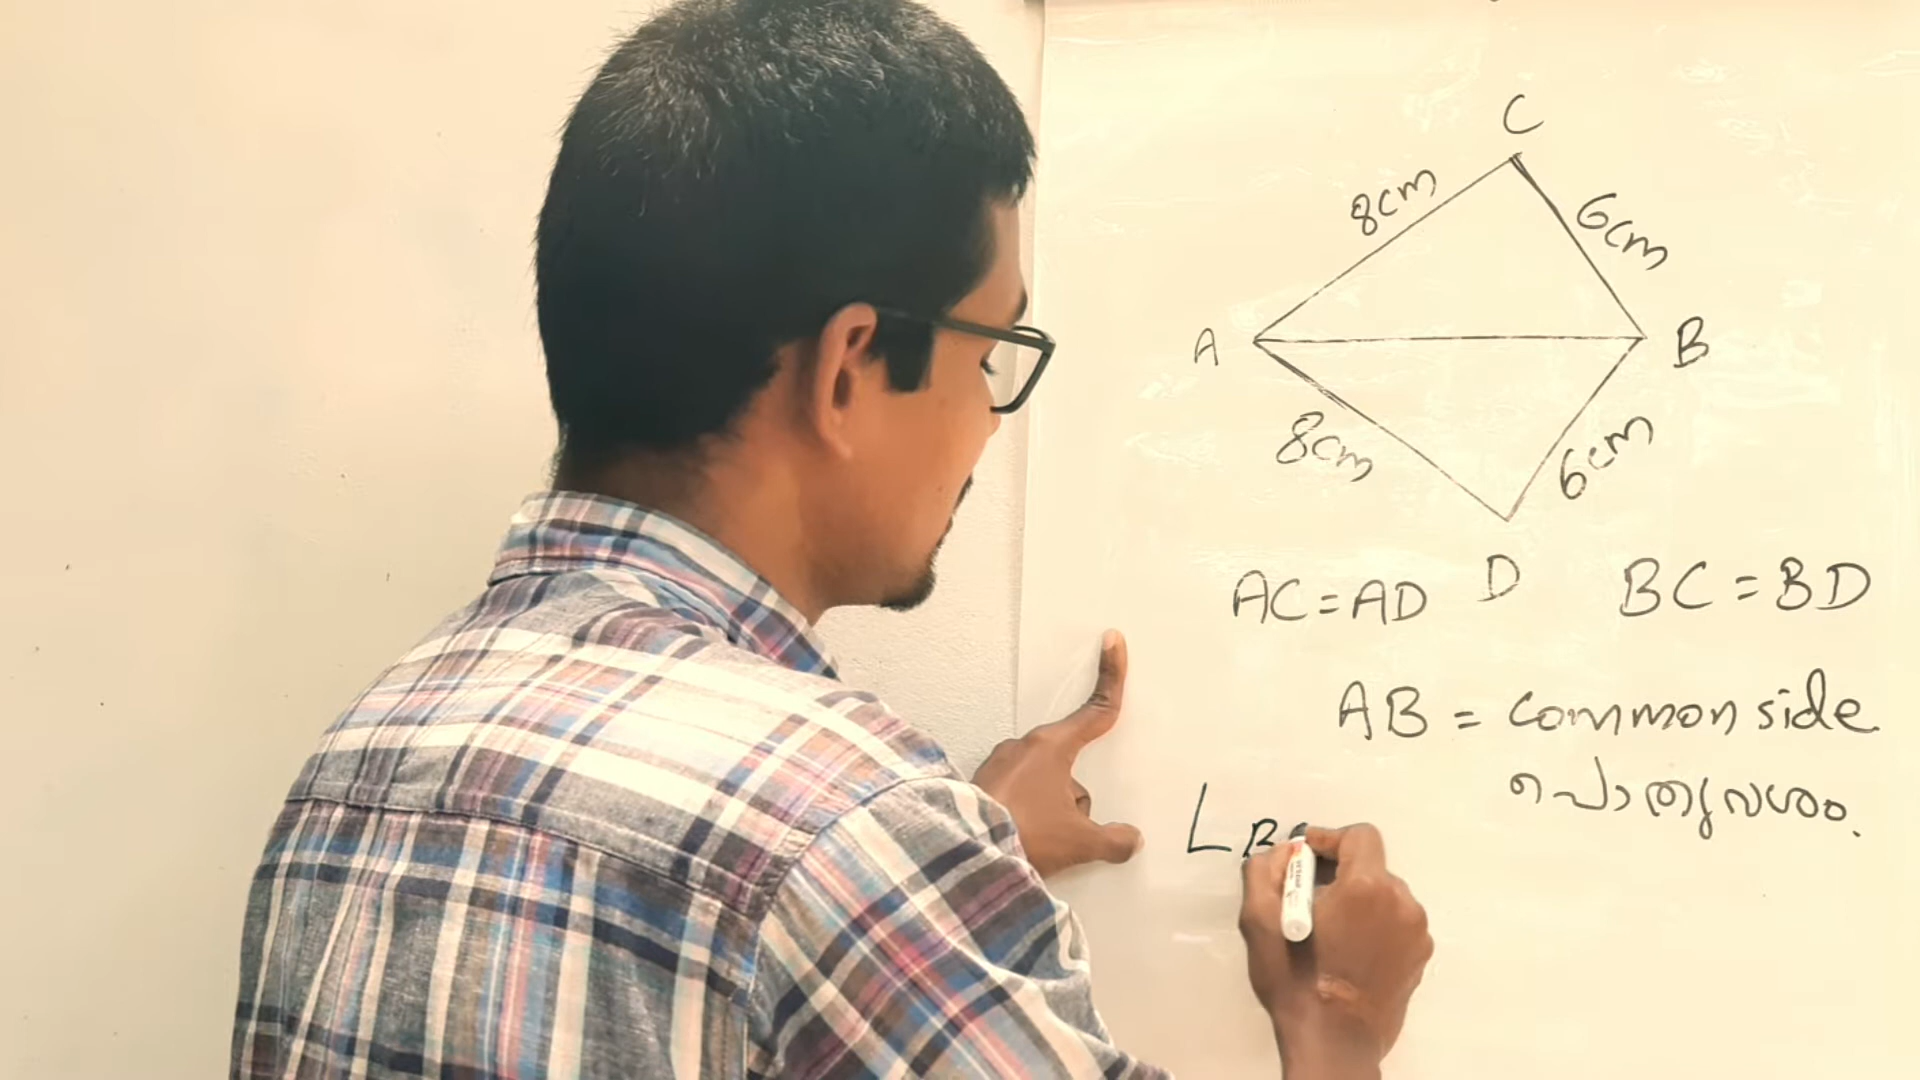 C
8cm
6cm
A
B
8cm
6cm
D
AC=AD
BC=BD
AB = common side
പൊതുവശം.
∟B